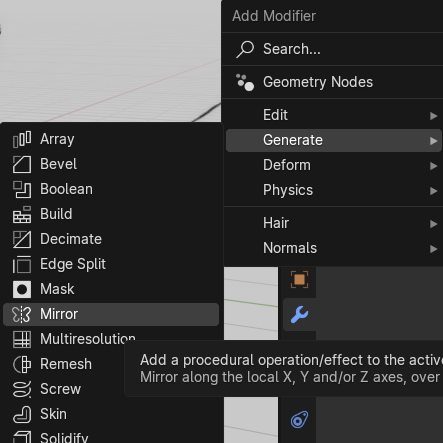 Add Modifier
Search...
Geometry Nodes
Edit
Generate
Deform
Physics
Hair
Normals
Array
Bevel
Boolean
Build
Decimate
Edge Split
Mask
Mirror
Multiresolution
Remesh
Screw
Skin
Solidify
Add a procedural operation/effect to the active
Mirror along the local X, Y and/or Z axes, over